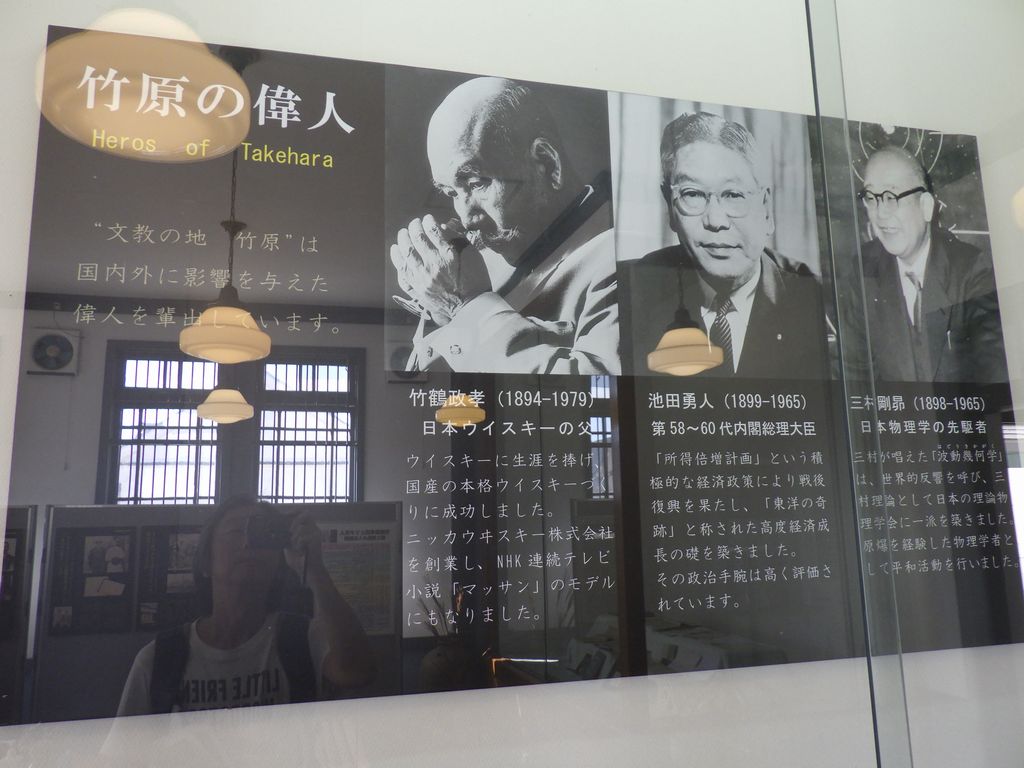 竹原の偉人
Heros of Takehara
“文教の地 竹原”は
国内外に影響を与えた
偉人を輩出しています。
竹鶴政孝（1894-1979）
日本ウイスキーの父
ウイスキーに生涯を捧げ、
国産の本格ウイスキーづく
りに成功しました。
ニッカウヰスキー株式会社
を創業し、NHK連続テレビ
小説「マッサン」のモデル
にもなりました。
池田勇人（1899-1965）
第58～60代内閣総理大臣
「所得倍増計画」という積
極的な経済政策により戦後
復興を果たし、「東洋の奇
跡」と称された高度経済成
長の礎を築きました。
その政治手腕は高く評価さ
れています。
三村剛昴（1898-1965）
日本物理学の先駆者
三村が唱えた「波動幾何学」
は、世界的反響を呼び、三
村理論として日本の理論物
理学会に一派を築きました。
原爆を経験した物理学者と
して平和活動を行いました。
LITTLE FRIEN